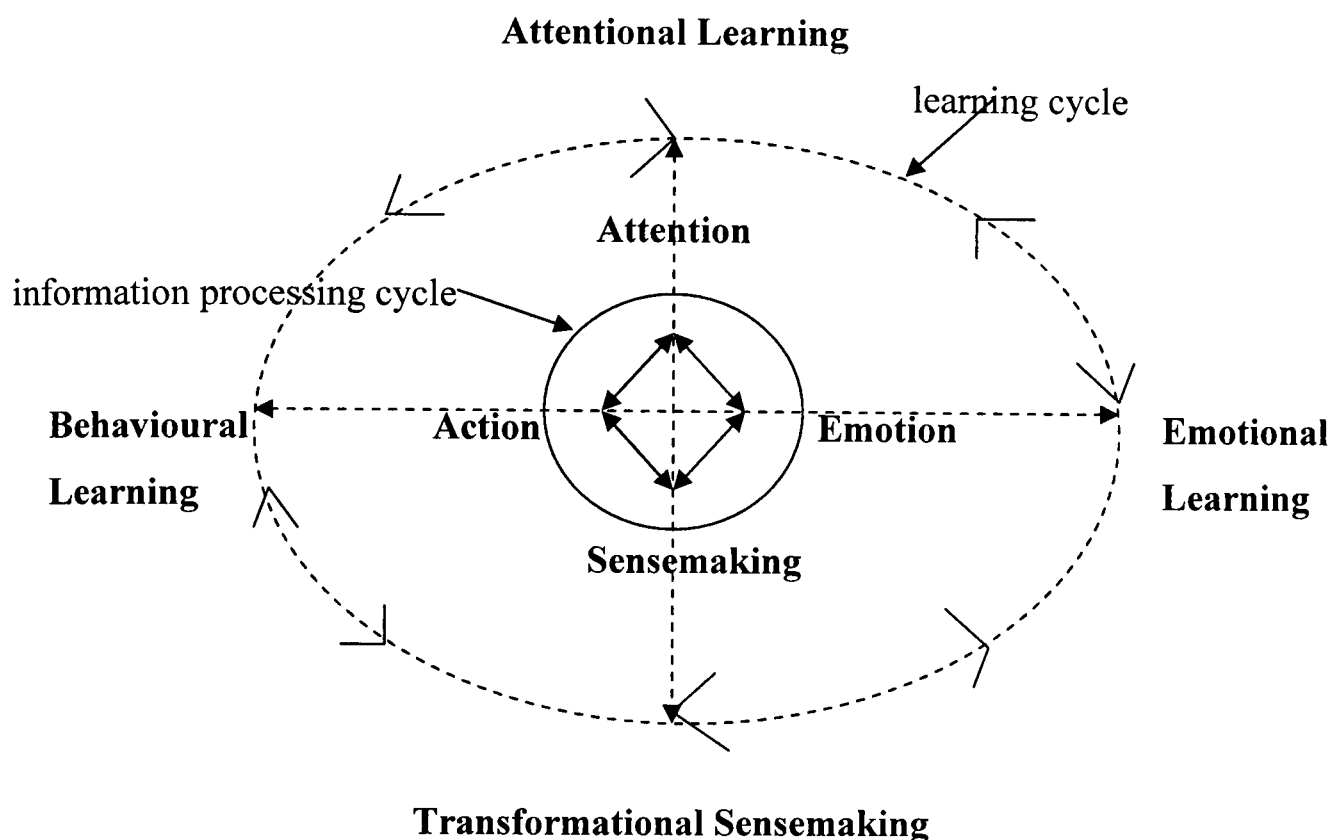 Attentional Learning
learning cycle
Attention
information processing cycle
Behavioural
Learning
Action
Emotion
Emotional
Learning
Sensemaking
Transformational Sensemaking